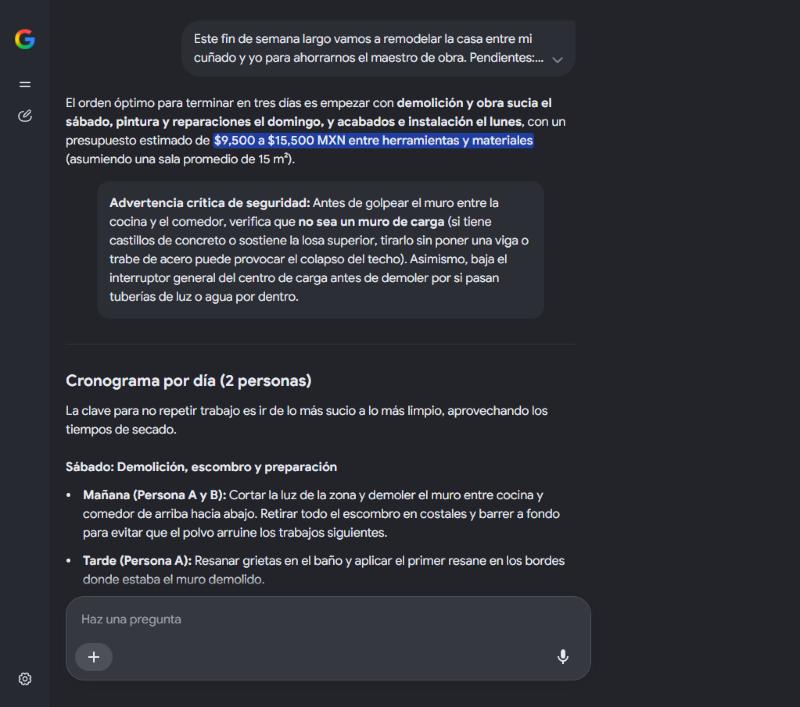 Este fin de semana largo vamos a remodelar la casa entre mi
cuñado y yo para ahorrarnos el maestro de obra. Pendientes:...
El orden óptimo para terminar en tres días es empezar con demolición y obra sucia el
sábado, pintura y reparaciones el domingo, y acabados e instalación el lunes, con un
presupuesto estimado de $9,500 a $15,500 MXN entre herramientas y materiales
(asumiendo una sala promedio de 15 m²).
Advertencia crítica de seguridad: Antes de golpear el muro entre la
cocina y el comedor, verifica que no sea un muro de carga (si tiene
castillos de concreto o sostiene la losa superior, tirarlo sin poner una viga o
trabe de acero puede provocar el colapso del techo). Asimismo, baja el
interruptor general del centro de carga antes de demoler por si pasan
tuberías de luz o agua por dentro.
Cronograma por día (2 personas)
La clave para no repetir trabajo es ir de lo más sucio a lo más limpio, aprovechando los
tiempos de secado.
Sábado: Demolición, escombro y preparación
• Mañana (Persona A y B): Cortar la luz de la zona y demoler el muro entre cocina y
comedor de arriba hacia abajo. Retirar todo el escombro en costales y barrer a fondo
para evitar que el polvo arruine los trabajos siguientes.
• Tarde (Persona A): Resanar grietas en el baño y aplicar el primer resane en los bordes
donde estaba el muro demolido.
Haz una pregunta